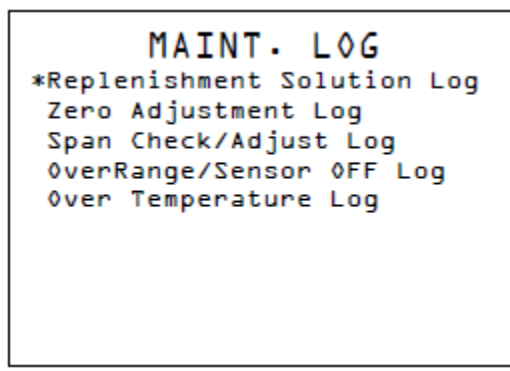 MAINT. LOG
*Replenishment Solution Log
Zero Adjustment Log
Span Check/Adjust Log
OverRange/Sensor OFF Log
Over Temperature Log